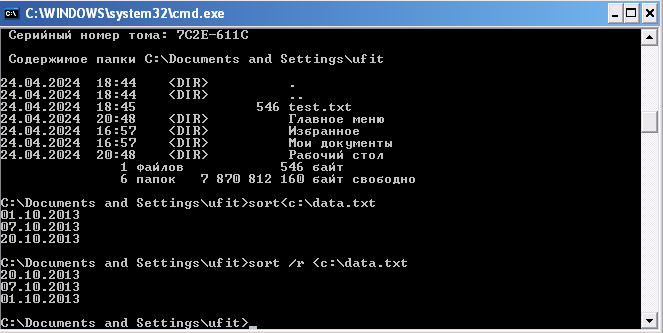 C:\WINDOWS\system32\cmd.exe
Серийный номер тома: 7C2E-611C
Содержимое папки C:\Documents and Settings\ufit
24.04.2024  18:44    <DIR>          .
24.04.2024  18:44    <DIR>          ..
24.04.2024  18:45               546 test.txt
24.04.2024  20:48    <DIR>          Главное меню
24.04.2024  16:57    <DIR>          Избранное
24.04.2024  16:57    <DIR>          Мои документы
24.04.2024  20:48    <DIR>          Рабочий стол
1 файлов            546 байт
6 папок   7 870 812 160 байт свободно
C:\Documents and Settings\ufit>sort<c:\data.txt
01.10.2013
07.10.2013
20.10.2013
C:\Documents and Settings\ufit>sort /r <c:\data.txt
20.10.2013
07.10.2013
01.10.2013
C:\Documents and Settings\ufit>_